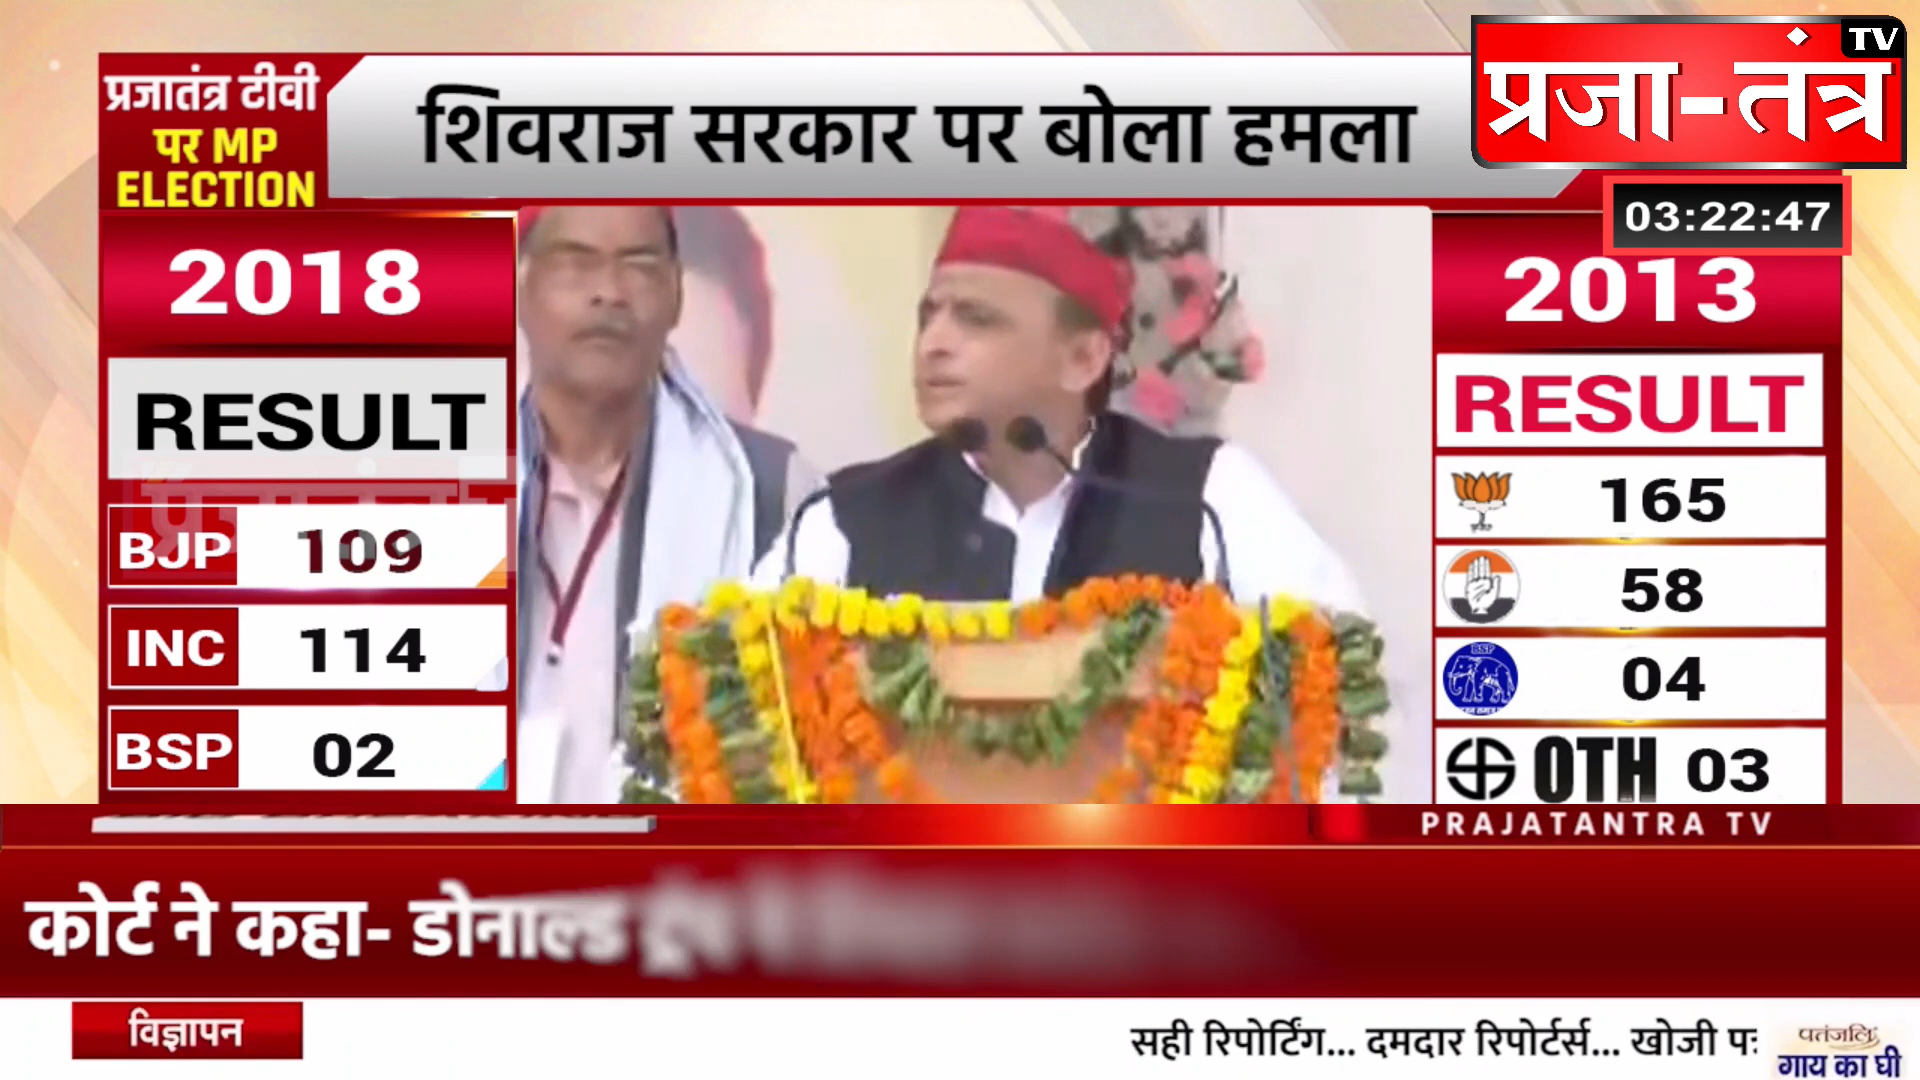 प्रजातंत्र टीवी
पर MP
ELECTION
शिवराज सरकार पर बोला हमला
TV
प्रजा-तंत्र
03:22:47
2018
RESULT
BJP 109
INC 114
BSP 02
2013
RESULT
165
58
BSP
04
OTH 03
PRAJATANTRA TV
कोर्ट ने कहा- डोनाल्ड
विज्ञापन
सही रिपोर्टिंग... दमदार रिपोर्टर्स... खोजी
पतंजलि
गाय का घी